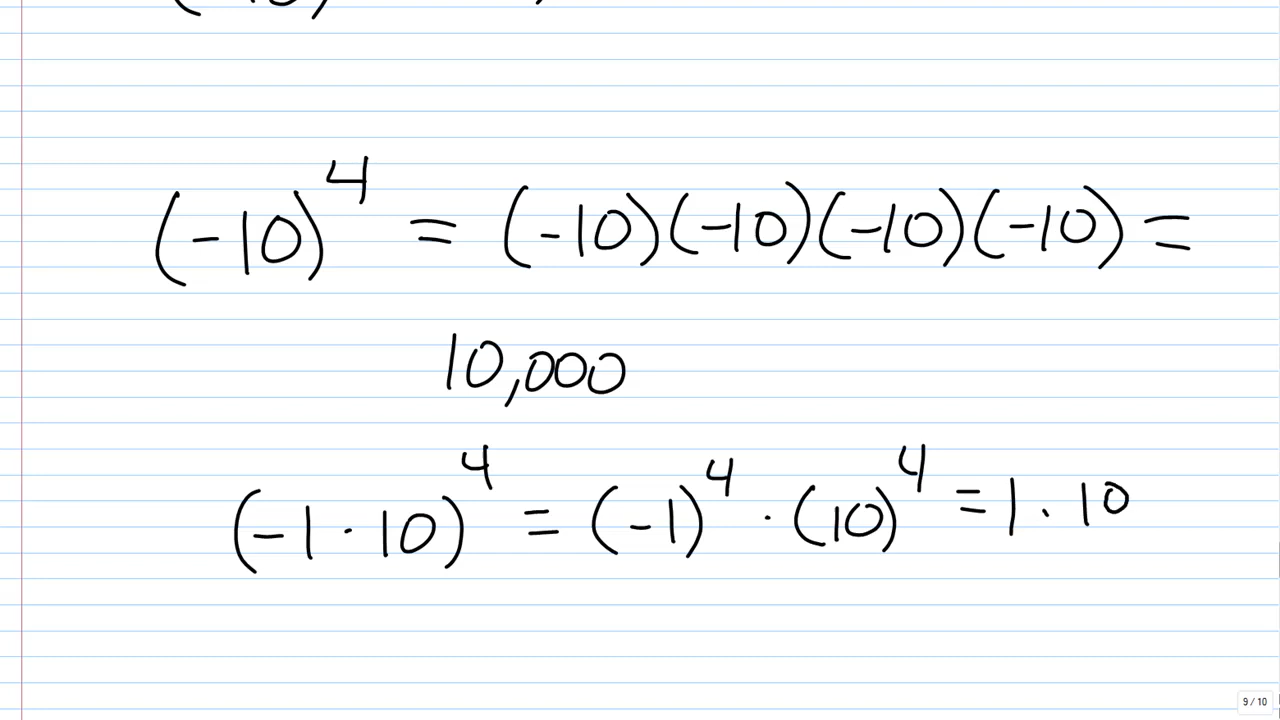 (-10)^4 = (-10)(-10)(-10)(-10) =
10,000
(-1 · 10)^4 = (-1)^4 · (10)^4 = 1 · 10
9 / 10